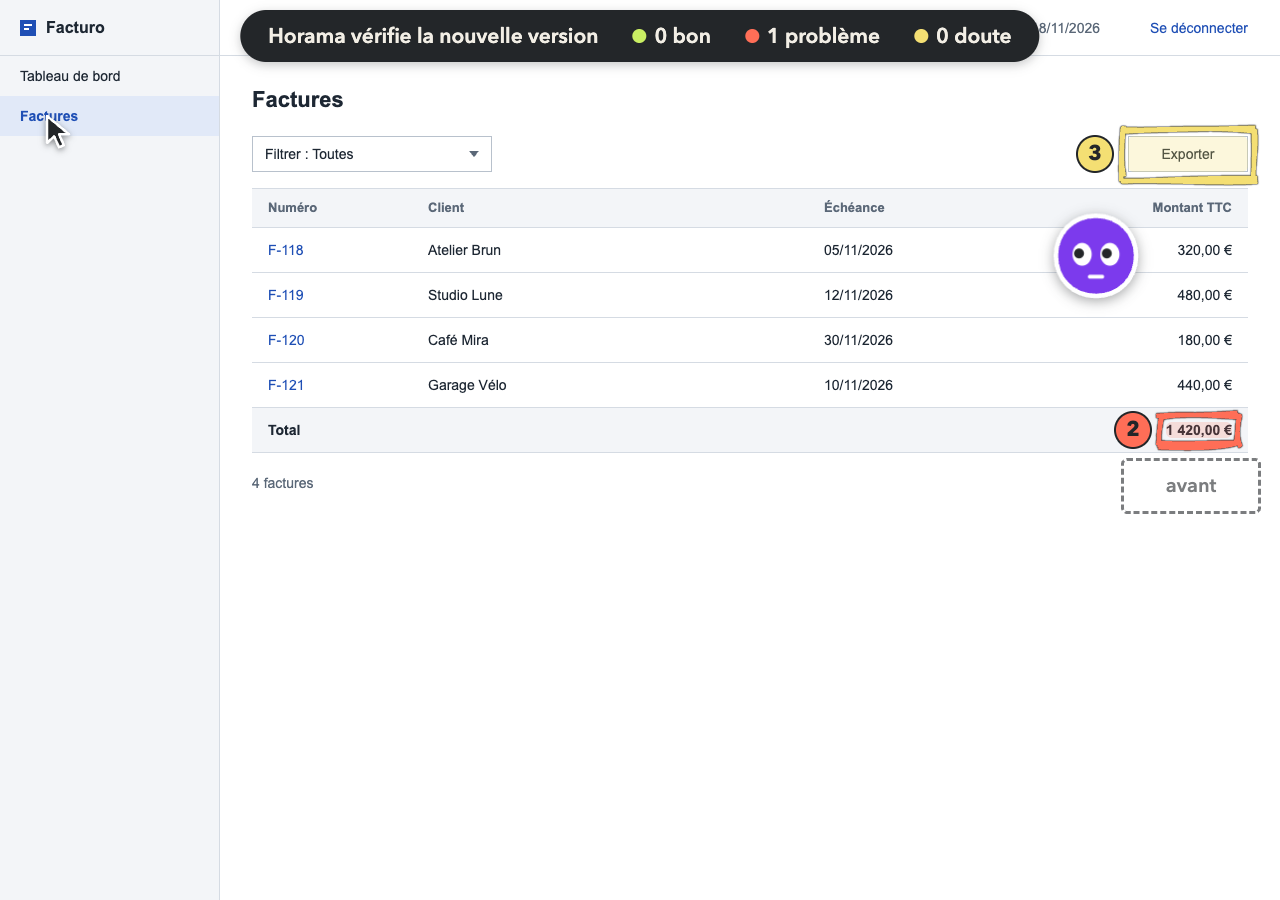 Facturo
Horama vérifie la nouvelle version 0 bon 1 problème 0 doute
8/11/2026
Se déconnecter
Tableau de bord
Factures
Factures
Filtrer : Toutes
3
Exporter
Numéro Client Échéance Montant TTC
F-118 Atelier Brun 05/11/2026 320,00 €
F-119 Studio Lune 12/11/2026 480,00 €
F-120 Café Mira 30/11/2026 180,00 €
F-121 Garage Vélo 10/11/2026 440,00 €
Total 2 1 420,00 €
4 factures
avant